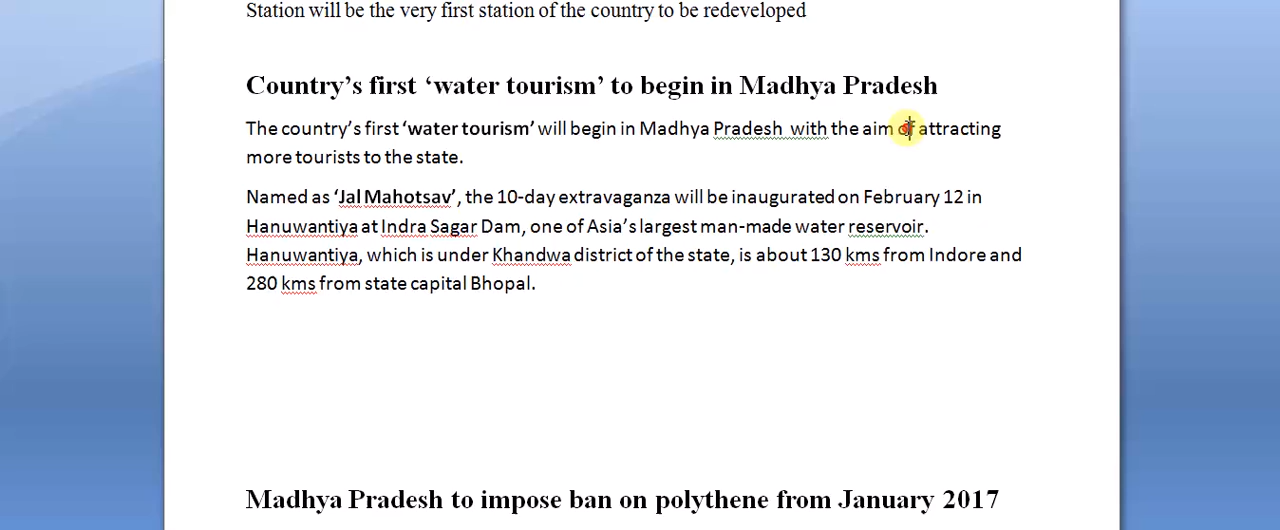 Station will be the very first station of the country to be redeveloped
Country’s first ‘water tourism’ to begin in Madhya Pradesh
The country’s first ‘water tourism’ will begin in Madhya Pradesh with the aim of attracting
more tourists to the state.
Named as ‘Jal Mahotsav’, the 10-day extravaganza will be inaugurated on February 12 in
Hanuwantiya at Indra Sagar Dam, one of Asia’s largest man-made water reservoir.
Hanuwantiya, which is under Khandwa district of the state, is about 130 kms from Indore and
280 kms from state capital Bhopal.
Madhya Pradesh to impose ban on polythene from January 2017